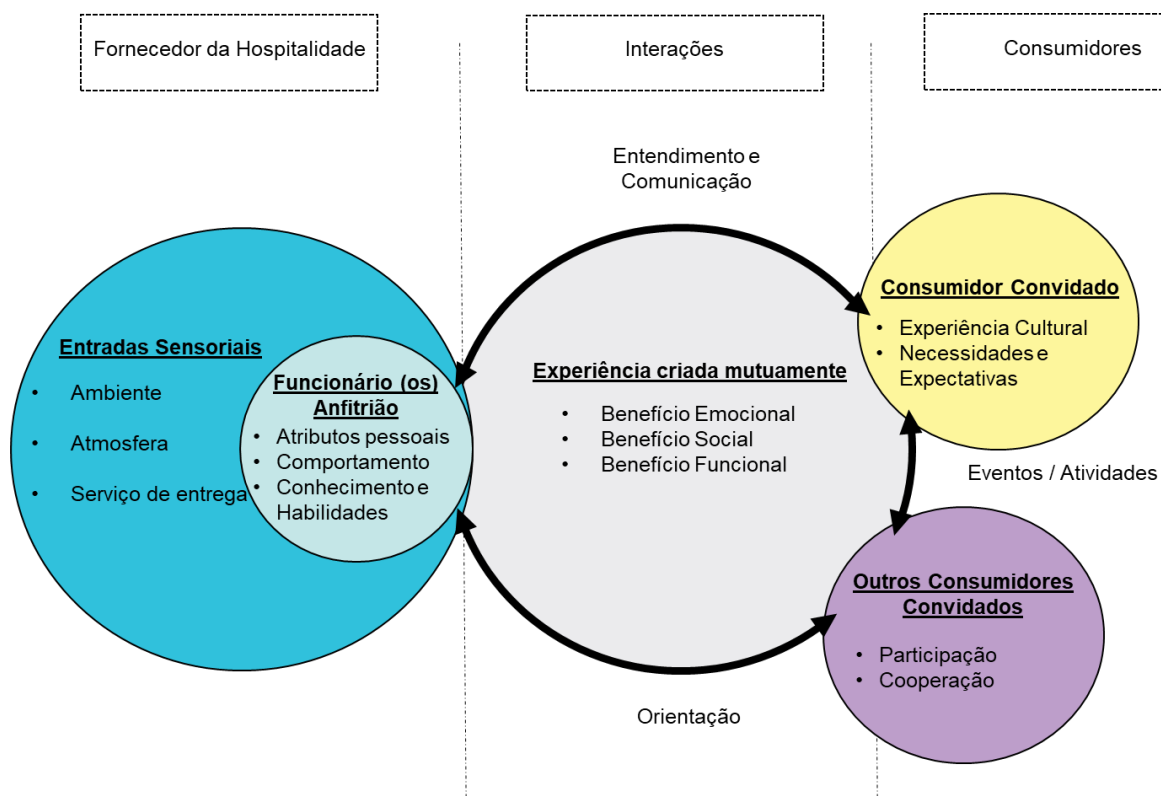 Fornecedor da Hospitalidade
Interações
Consumidores
Entendimento e
Comunicação
Entradas Sensoriais
• Ambiente
• Atmosfera
• Serviço de entrega
Funcionário (os)
Anfitrião
• Atributos pessoais
• Comportamento
• Conhecimento e
Habilidades
Experiência criada mutuamente
• Benefício Emocional
• Benefício Social
• Benefício Funcional
Consumidor Convidado
• Experiência Cultural
• Necessidades e
Expectativas
Eventos / Atividades
Outros Consumidores
Convidados
• Participação
• Cooperação
Orientação